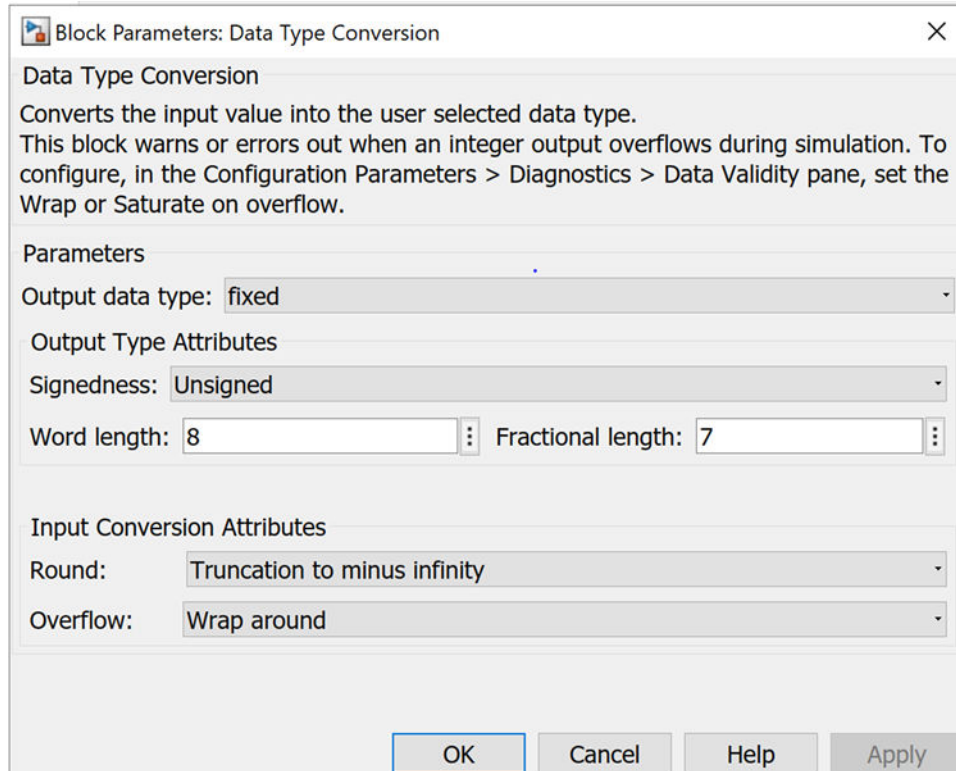 Block Parameters: Data Type Conversion
Data Type Conversion
Converts the input value into the user selected data type.
This block warns or errors out when an integer output overflows during simulation. To
configure, in the Configuration Parameters > Diagnostics > Data Validity pane, set the
Wrap or Saturate on overflow.
Parameters
Output data type: fixed
Output Type Attributes
Signedness: Unsigned
Word length: 8 Fractional length: 7
Input Conversion Attributes
Round: Truncation to minus infinity
Overflow: Wrap around
OK Cancel Help Apply